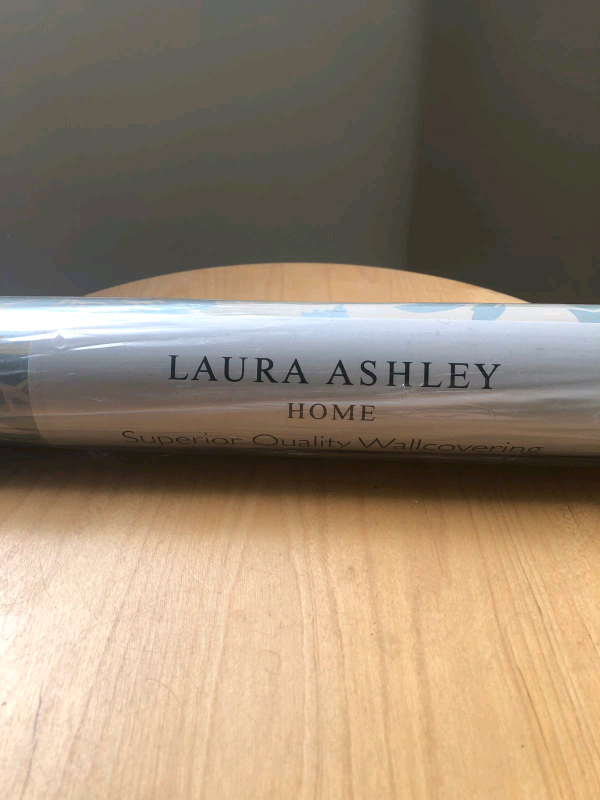 LAURA ASHLEY
HOME
Superior Quality Wallcovering